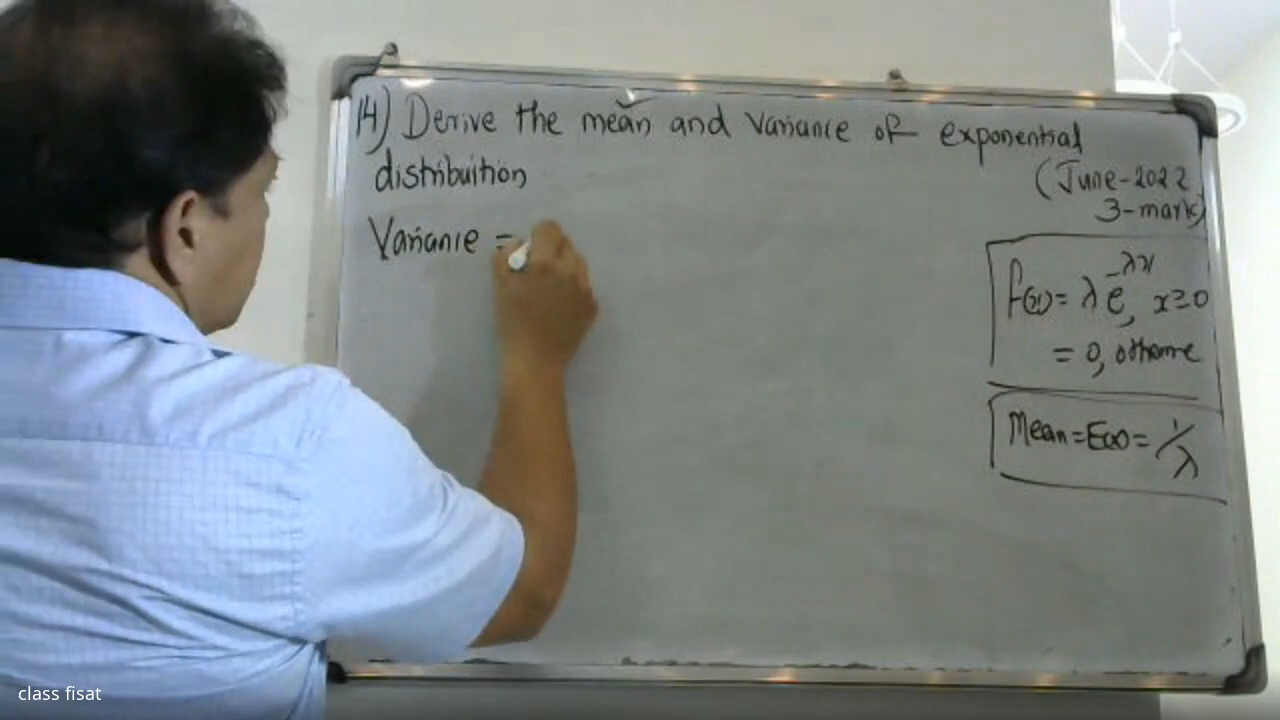 14) Derive the mean and Variance of exponential
distribuition
(June-2022
3-mark)
Variance =
f(x) = λ e^-λx, x≥0
= 0, otherwise
Mean = E(x) = 1/λ
class fisat